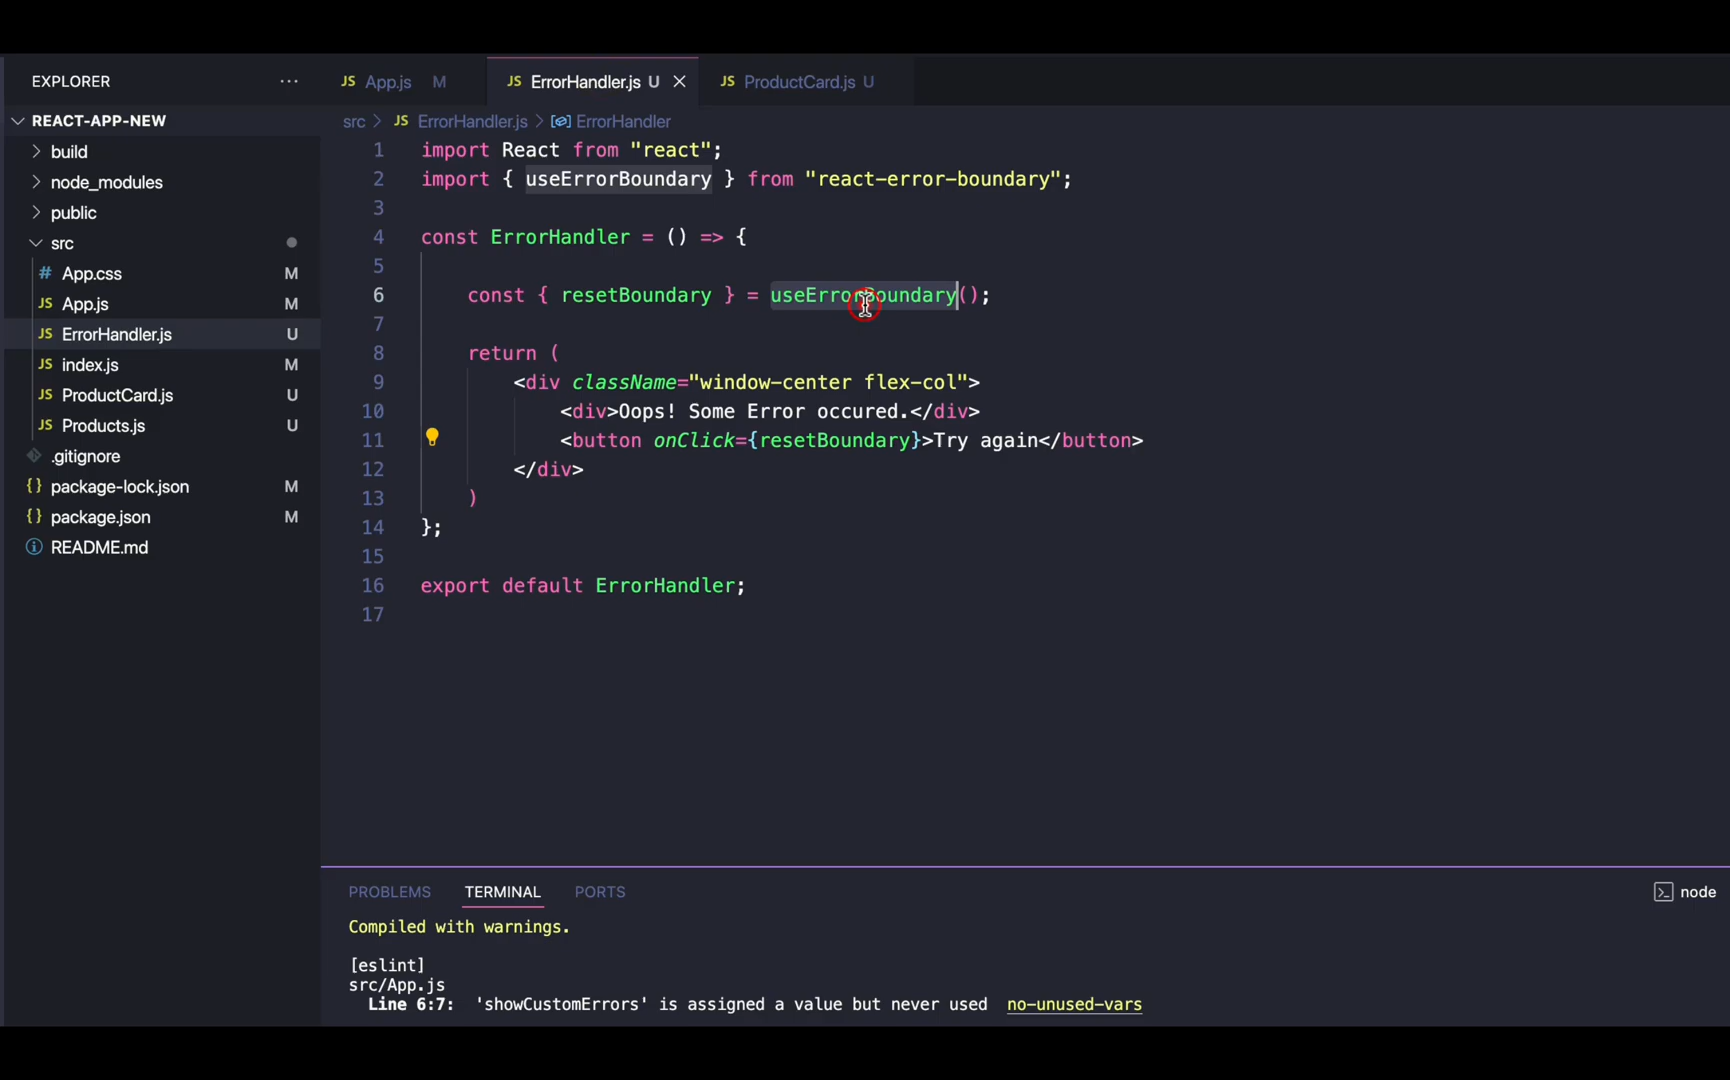 EXPLORER ...
REACT-APP-NEW
build
node_modules
public
src
# App.css M
JS App.js M
JS ErrorHandler.js U
JS index.js M
JS ProductCard.js U
JS Products.js U
.gitignore
{} package-lock.json M
{} package.json M
README.md
JS App.js M
JS ErrorHandler.js U
JS ProductCard.js U
src > JS ErrorHandler.js > ErrorHandler
1 import React from "react";
2 import { useErrorBoundary } from "react-error-boundary";
3
4 const ErrorHandler = () => {
5
6 const { resetBoundary } = useErrorBoundary();
7
8 return (
9 <div className="window-center flex-col">
10 <div>Oops! Some Error occured.</div>
11 <button onClick={resetBoundary}>Try again</button>
12 </div>
13 )
14 };
15
16 export default ErrorHandler;
17
PROBLEMS TERMINAL PORTS
node
Compiled with warnings.
[eslint]
src/App.js
Line 6:7: 'showCustomErrors' is assigned a value but never used no-unused-vars